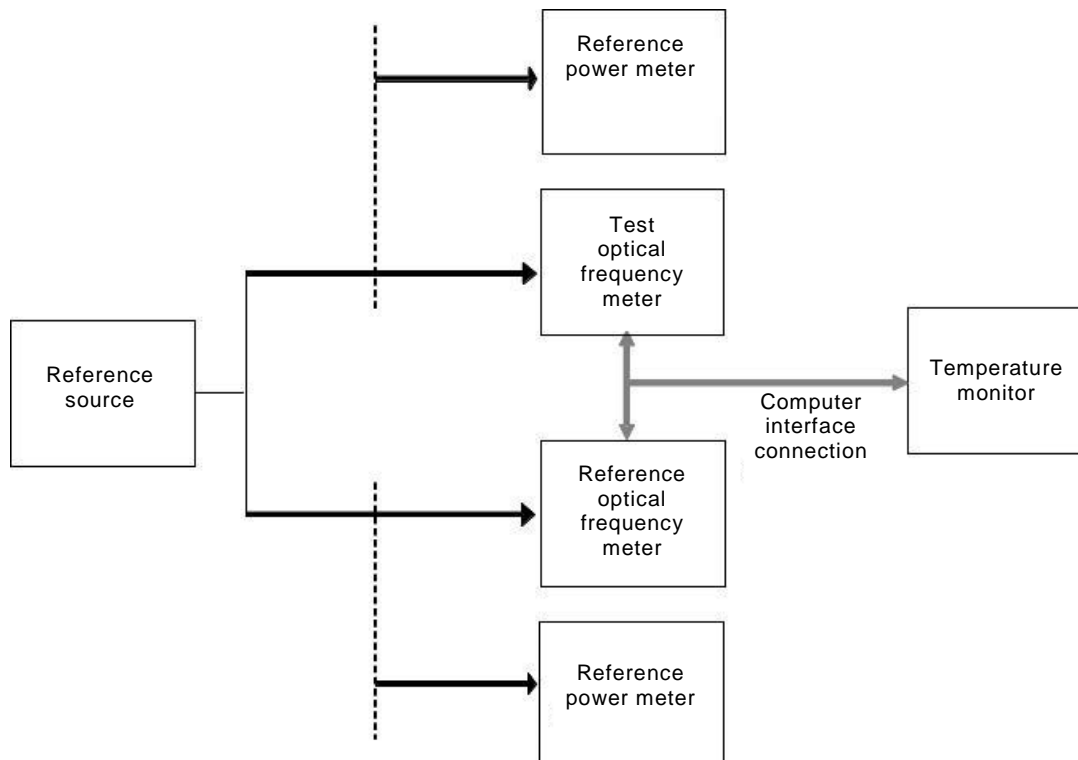 Reference
power meter
Test
optical
frequency
meter
Reference
source
Temperature
monitor
Computer
interface
connection
Reference
optical
frequency
meter
Reference
power meter